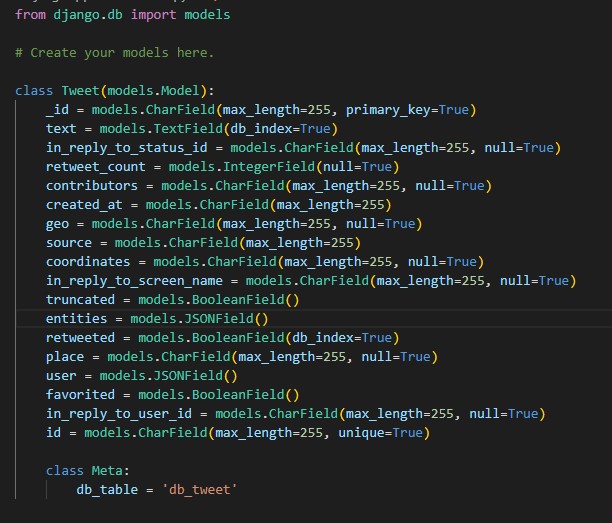 from django.db import models
# Create your models here.
class Tweet(models.Model):
    _id = models.CharField(max_length=255, primary_key=True)
    text = models.TextField(db_index=True)
    in_reply_to_status_id = models.CharField(max_length=255, null=True)
    retweet_count = models.IntegerField(null=True)
    contributors = models.CharField(max_length=255, null=True)
    created_at = models.CharField(max_length=255)
    geo = models.CharField(max_length=255, null=True)
    source = models.CharField(max_length=255)
    coordinates = models.CharField(max_length=255, null=True)
    in_reply_to_screen_name = models.CharField(max_length=255, null=True)
    truncated = models.BooleanField()
    entities = models.JSONField()
    retweeted = models.BooleanField(db_index=True)
    place = models.CharField(max_length=255, null=True)
    user = models.JSONField()
    favorited = models.BooleanField()
    in_reply_to_user_id = models.CharField(max_length=255, null=True)
    id = models.CharField(max_length=255, unique=True)
    class Meta:
        db_table = 'db_tweet'